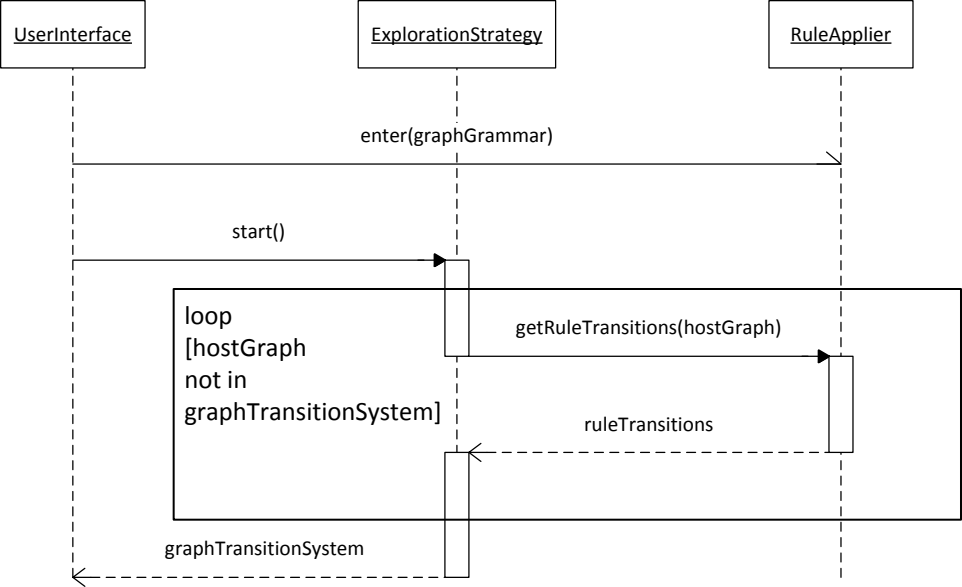 UserInterface
ExplorationStrategy
RuleApplier
enter(graphGrammar)
start()
loop
[hostGraph
not in
graphTransitionSystem]
getRuleTransitions(hostGraph)
ruleTransitions
graphTransitionSystem